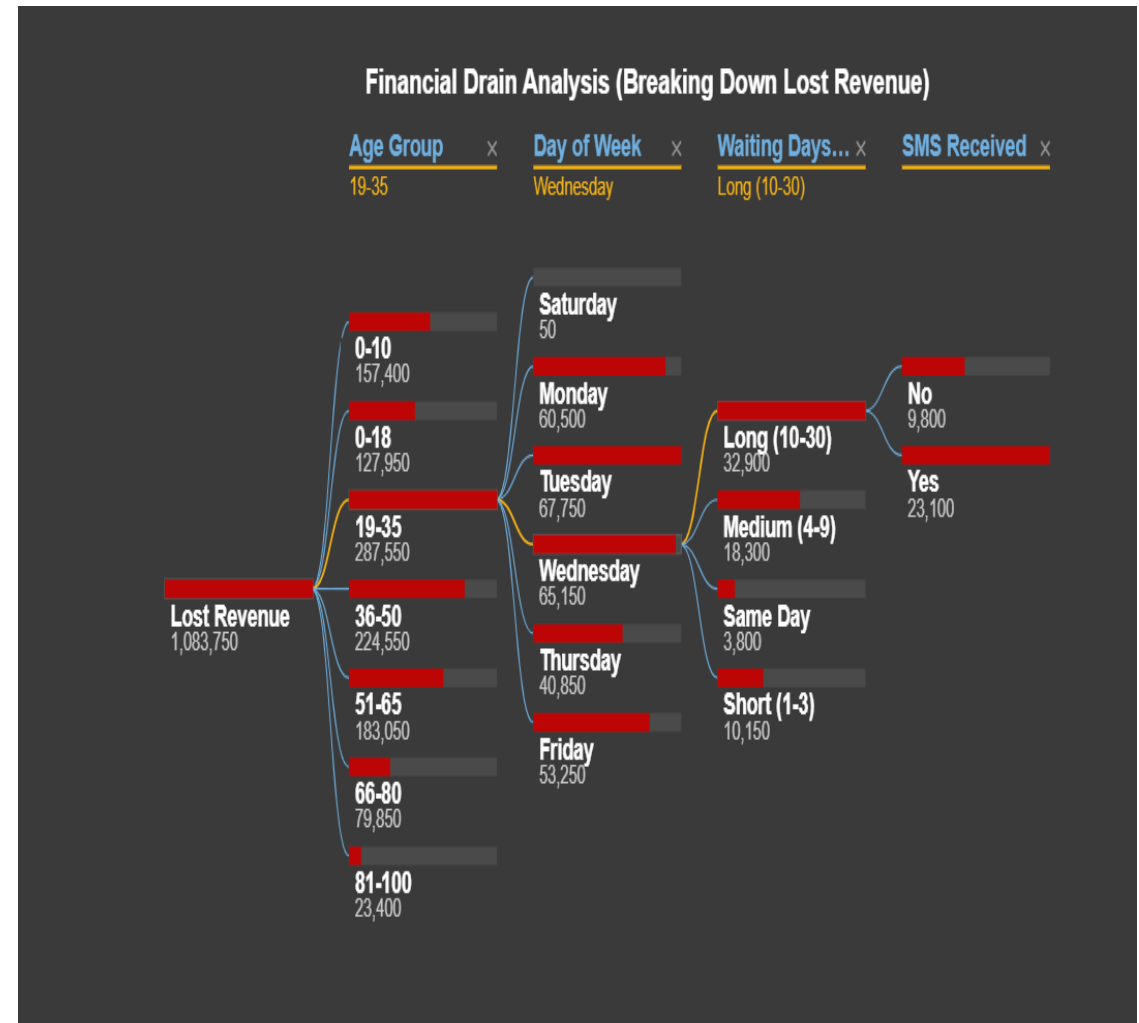 Financial Drain Analysis (Breaking Down Lost Revenue)
Age Group ×
19-35
Day of Week ×
Wednesday
Waiting Days... ×
Long (10-30)
SMS Received ×
Lost Revenue
1,083,750
0-10
157,400
0-18
127,950
19-35
287,550
36-50
224,550
51-65
183,050
66-80
79,850
81-100
23,400
Saturday
50
Monday
60,500
Tuesday
67,750
Wednesday
65,150
Thursday
40,850
Friday
53,250
Long (10-30)
32,900
Medium (4-9)
18,300
Same Day
3,800
Short (1-3)
10,150
No
9,800
Yes
23,100